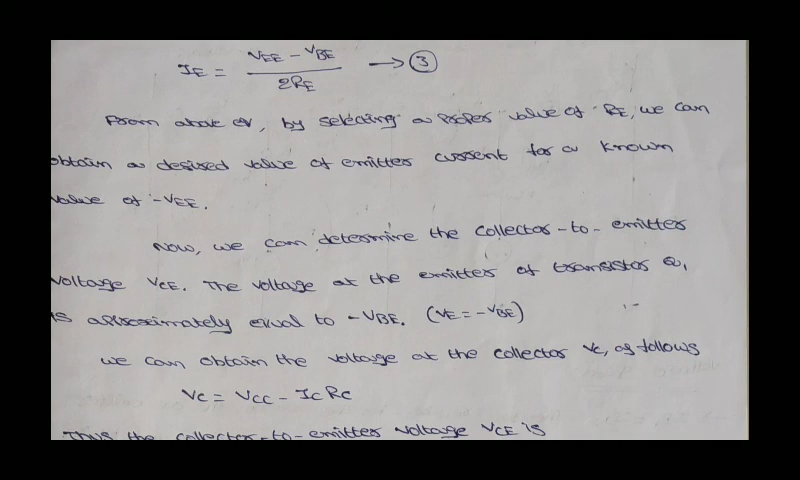 IE = VEE - VBE / 2RE → 3
From above ev, by selecting a proper value of RE, we can
obtain a desired value of emitter current for a known
value of -VEE.
Now, we can determine the collector-to-emitter
voltage VCE. The voltage at the emitter of transistor Q1
is approximately equal to -VBE. (VE = -VBE)
we can obtain the voltage at the collector Vc, as follows
Vc = Vcc - Ic Rc
Thus the collector-to-emitter voltage VCE is